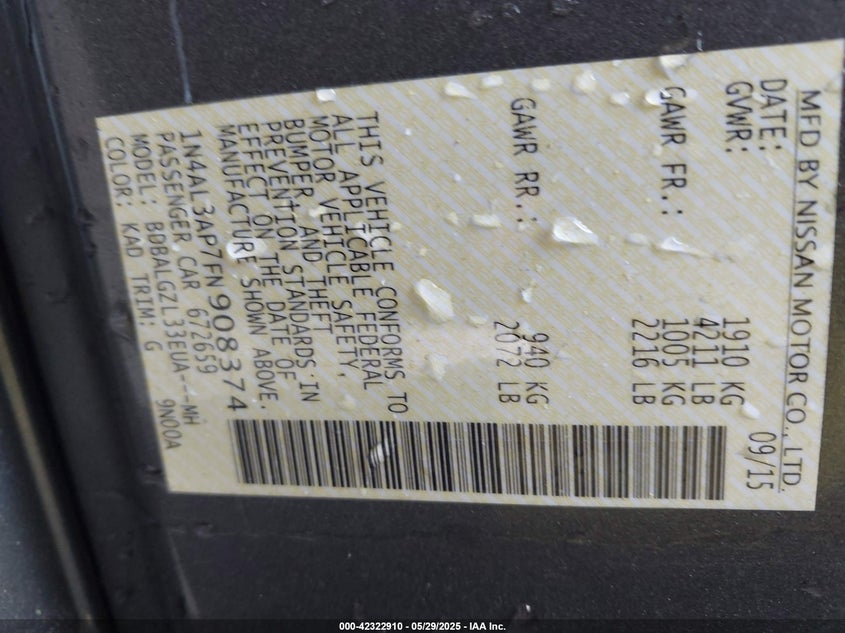 MFD BY NISSAN MOTOR CO., LTD.
DATE: 09/15
GVWR: 1910 KG
4211 LB
GAWR FR.: 1005 KG
2216 LB
GAWR RR.: 940 KG
2072 LB
THIS VEHICLE CONFORMS TO
ALL APPLICABLE FEDERAL
MOTOR VEHICLE SAFETY,
BUMPER, AND THEFT
PREVENTION STANDARDS IN
EFFECT ON THE DATE OF
MANUFACTURE SHOWN ABOVE.
1N4AL3AP7FN908374
PASSENGER CAR 672659
MODEL: BDBALGZL33EUA---MH
COLOR: KAD TRIM: G 9N00A
000-42322910 - 05/29/2025 - IAA Inc.